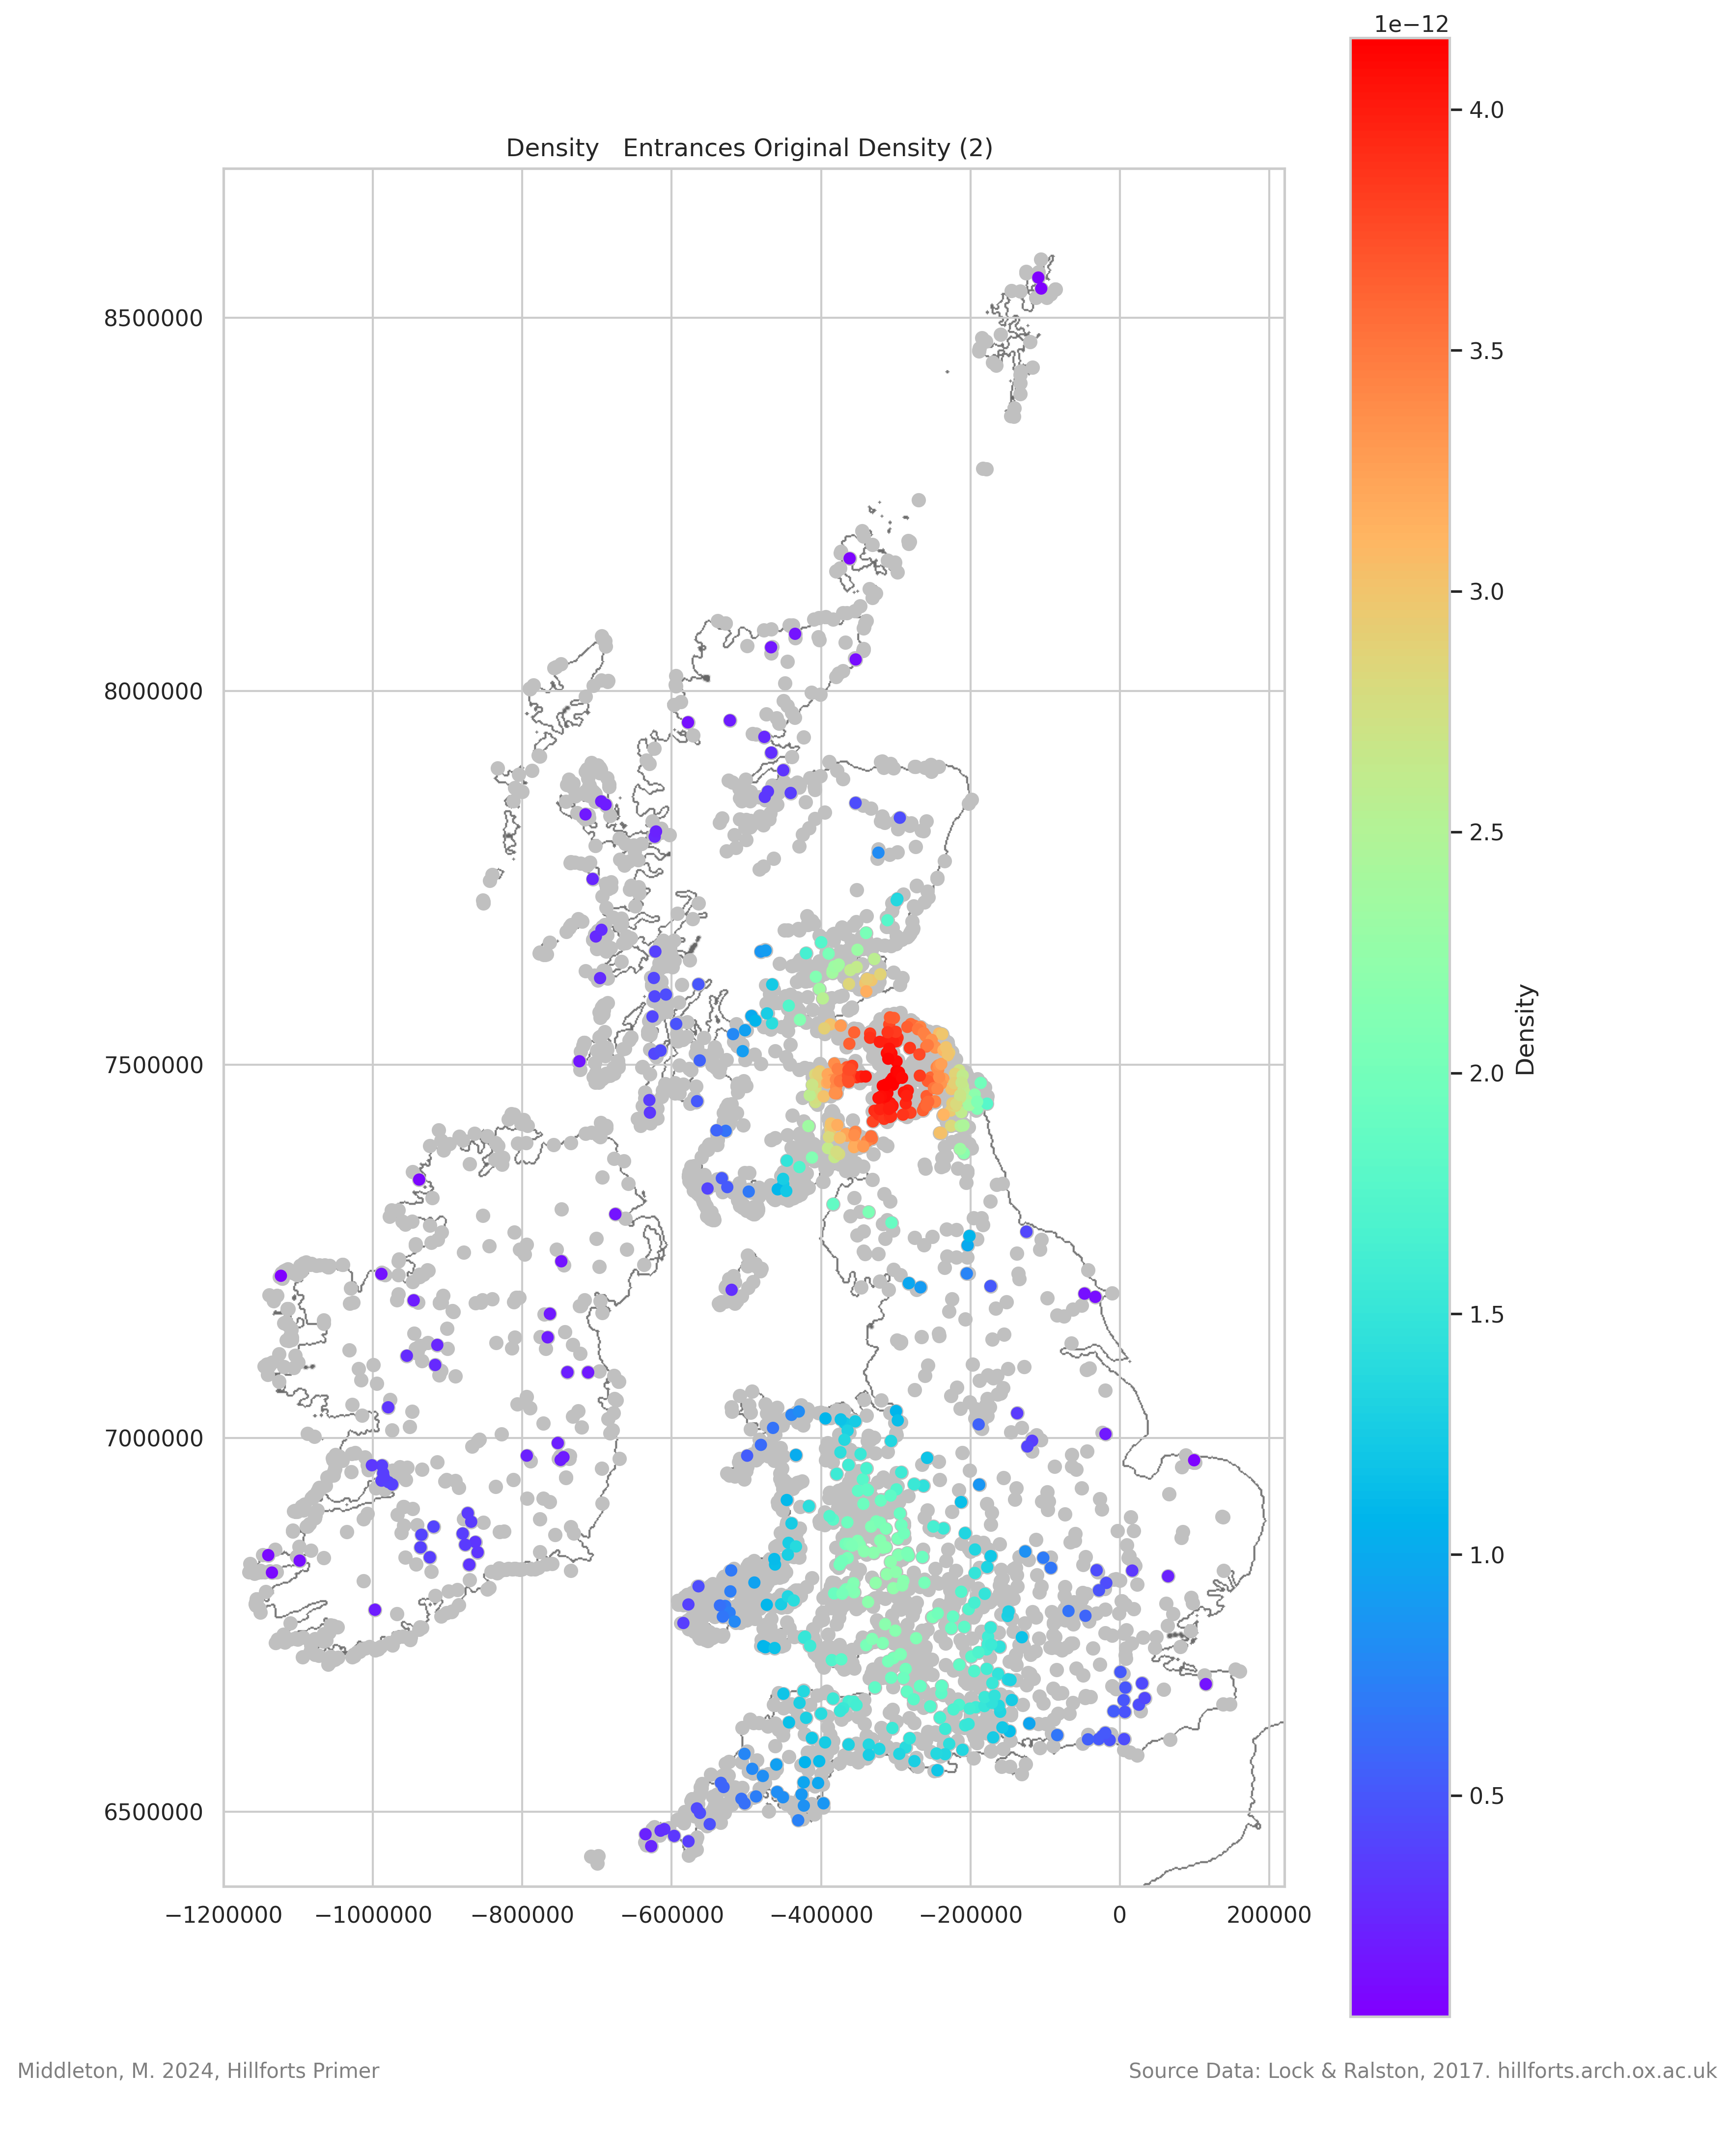 1e−12
Density   Entrances Original Density (2)
4.0
3.5
3.0
2.5
2.0
1.5
1.0
0.5
Density
8500000
8000000
7500000
7000000
6500000
−1200000 −1000000 −800000 −600000 −400000 −200000 0 200000
Middleton, M. 2024, Hillforts Primer
Source Data: Lock & Ralston, 2017. hillforts.arch.ox.ac.uk